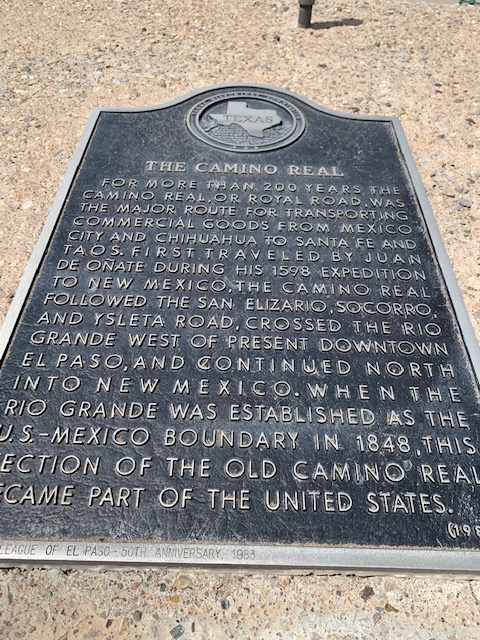 TEXAS
THE CAMINO REAL
FOR MORE THAN 200 YEARS THE
CAMINO REAL, OR ROYAL ROAD, WAS
THE MAJOR ROUTE FOR TRANSPORTING
COMMERCIAL GOODS FROM MEXICO
CITY AND CHIHUAHUA TO SANTA FE AND
TAOS. FIRST TRAVELED BY JUAN
DE OÑATE DURING HIS 1598 EXPEDITION
TO NEW MEXICO, THE CAMINO REAL
FOLLOWED THE SAN ELIZARIO, SOCORRO,
AND YSLETA ROAD, CROSSED THE RIO
GRANDE WEST OF PRESENT DOWNTOWN
EL PASO, AND CONTINUED NORTH
INTO NEW MEXICO. WHEN THE
RIO GRANDE WAS ESTABLISHED AS THE
U.S.-MEXICO BOUNDARY IN 1848, THIS
ECTION OF THE OLD CAMINO REAL
ECAME PART OF THE UNITED STATES.
(198
LEAGUE OF EL PASO - 50TH ANNIVERSARY, 1983